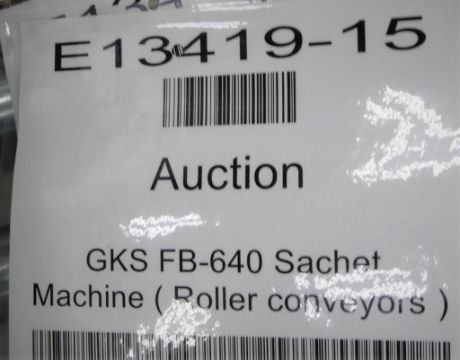 E13419-15
Auction
GKS FB-640 Sachet
Machine ( Roller conveyors )